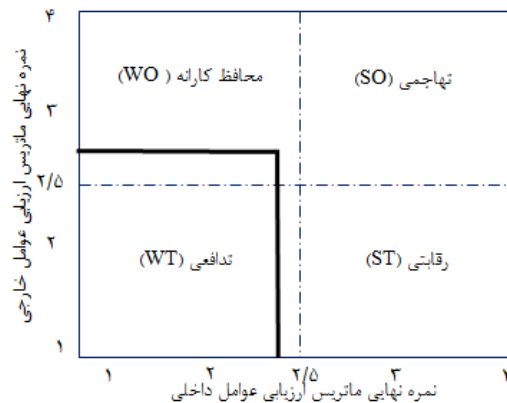 نمره نهایی ماتریس ارزیابی عوامل خارجی
۴
۳
۲/۵
۲
۱
محافظ کارانه (WO)
تهاجمی (SO)
تدافعی (WT)
رقابتی (ST)
۱
۲
۲/۵
۳
نمره نهایی ماتریس ارزیابی عوامل داخلی